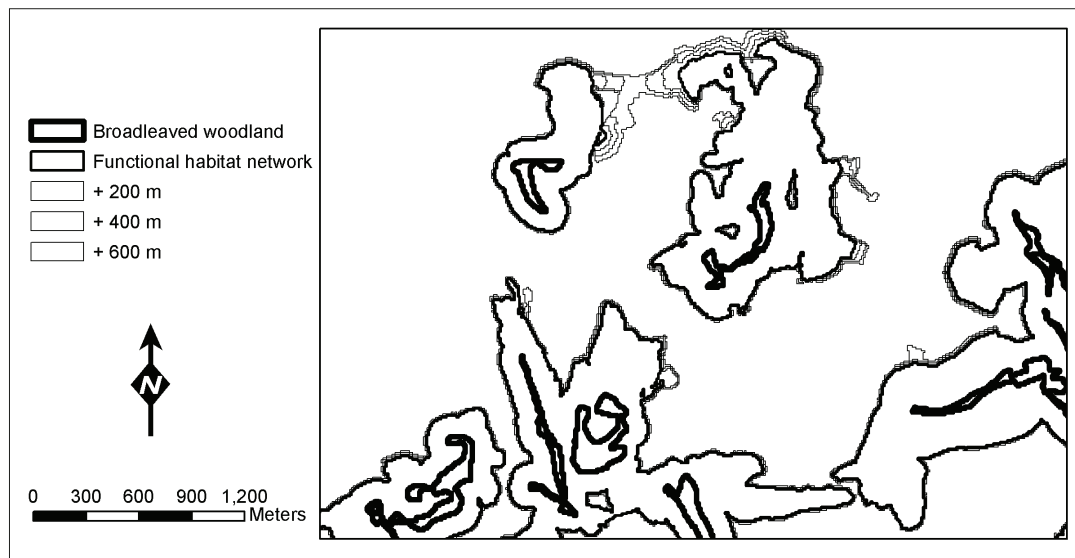 Broadleaved woodland
Functional habitat network
+ 200 m
+ 400 m
+ 600 m
N
0 300 600 900 1,200
Meters